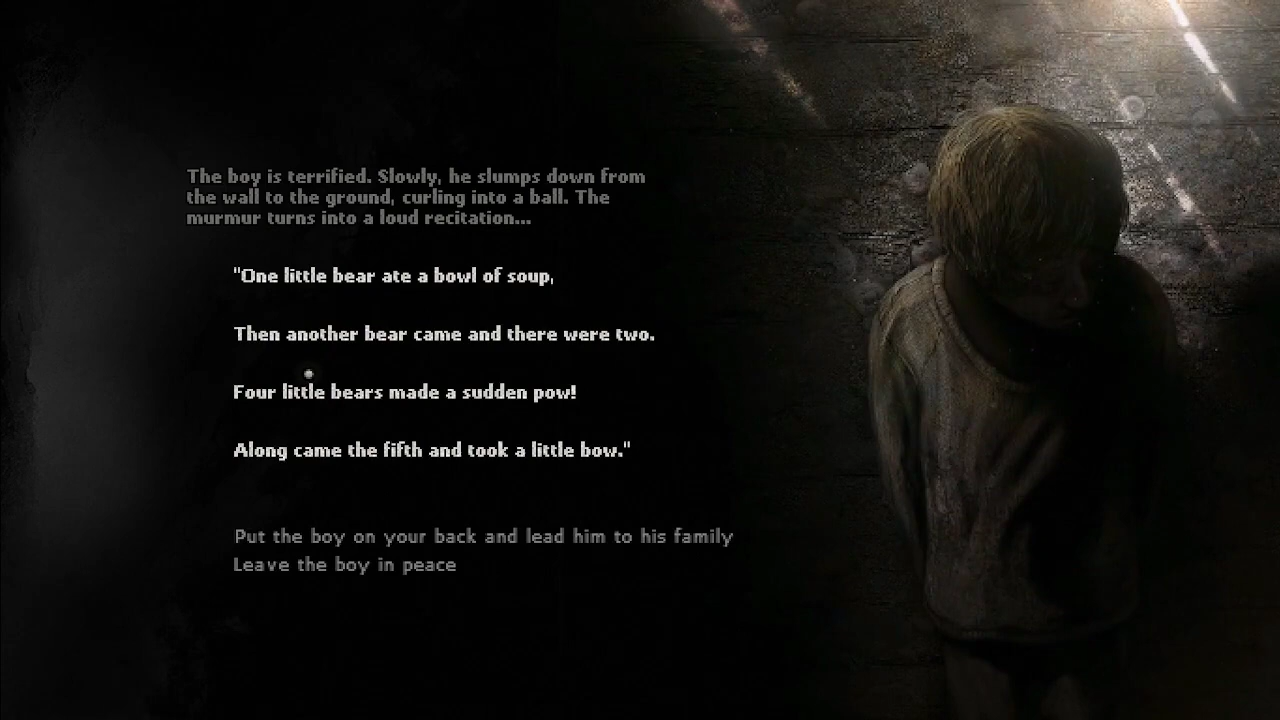 The boy is terrified. Slowly, he slumps down from
the wall to the ground, curling into a ball. The
murmur turns into a loud recitation...
"One little bear ate a bowl of soup,
Then another bear came and there were two.
Four little bears made a sudden pow!
Along came the fifth and took a little bow."
Put the boy on your back and lead him to his family
Leave the boy in peace